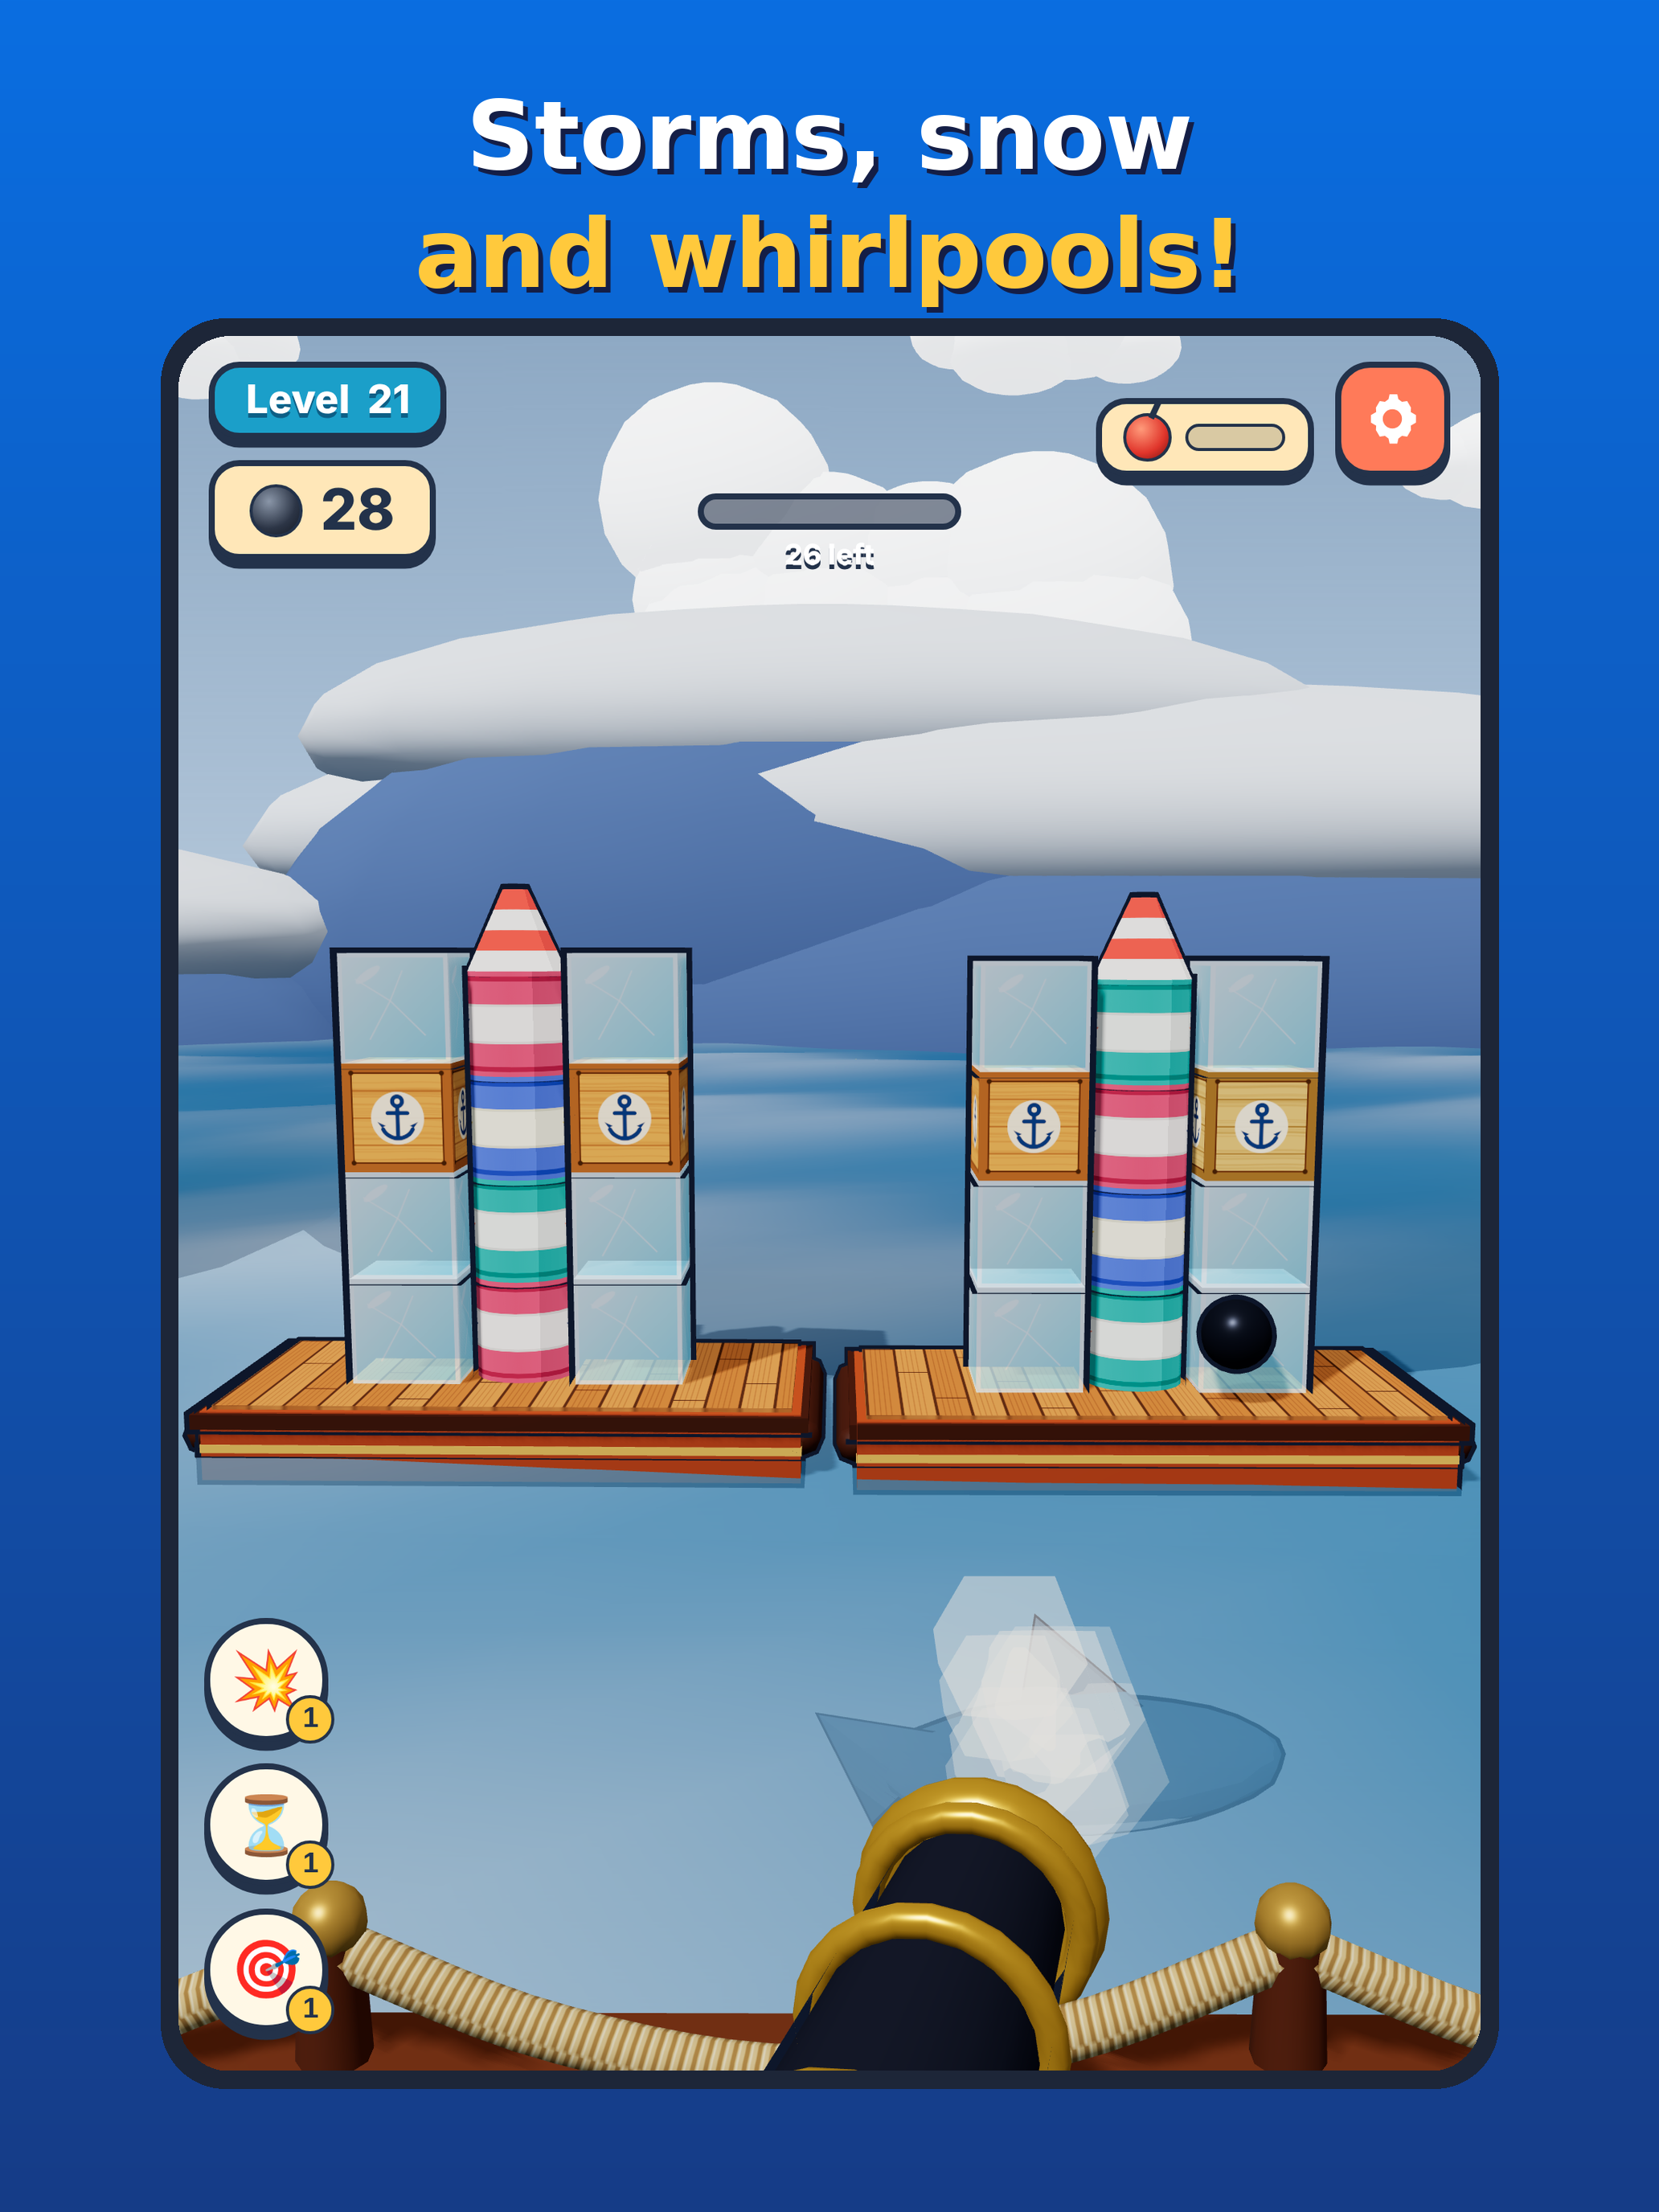 Storms, snow
and whirlpools!
Level 21
28
26 left
1
1
1